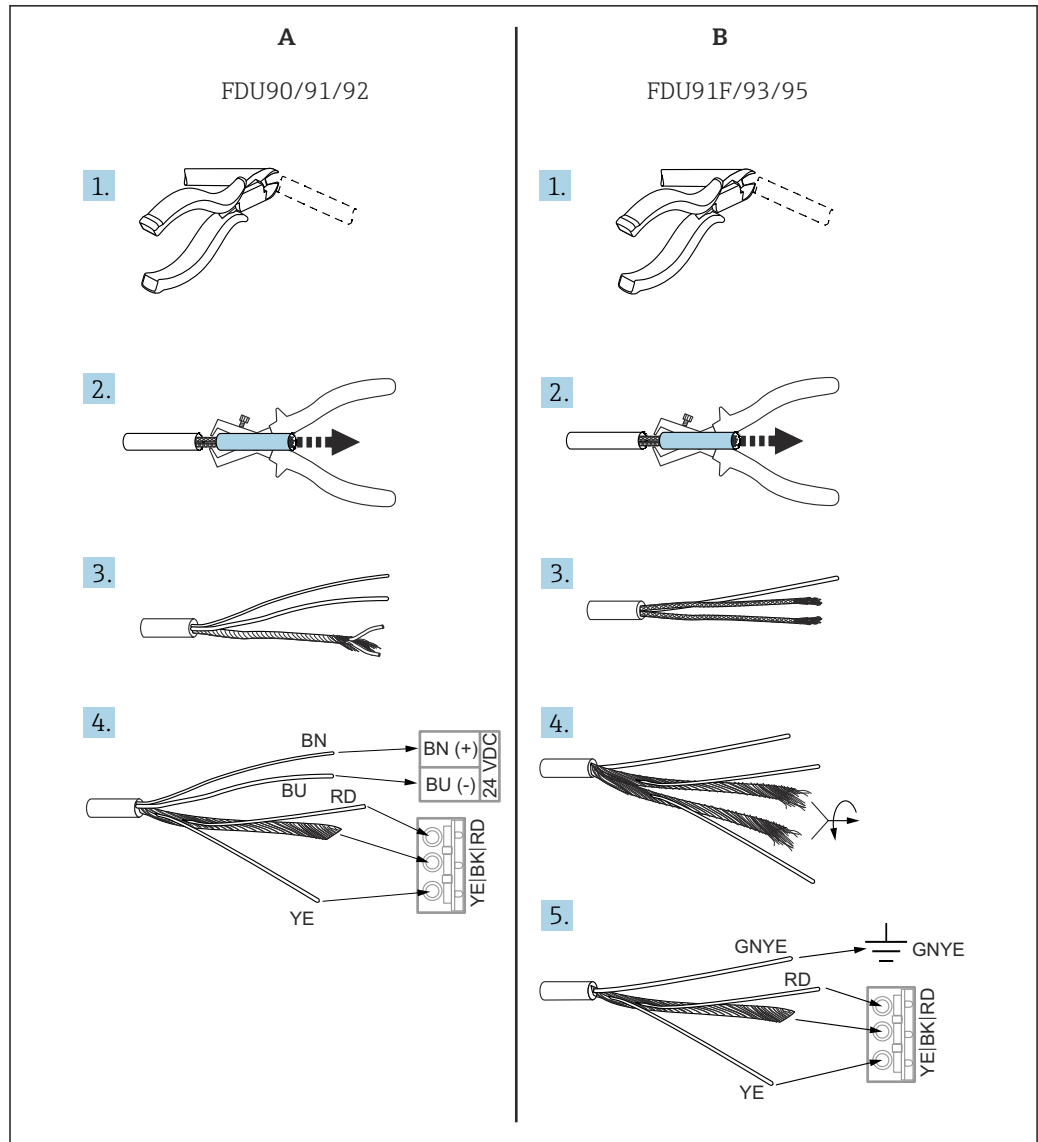 A
FDU90/91/92
1.
2.
3.
4.
BN
BU
RD
YE
BN (+)
BU (-)
24 VDC
YE|BK|RD
B
FDU91F/93/95
1.
2.
3.
4.
5.
GNYE
RD
YE
GNYE
YE|BK|RD